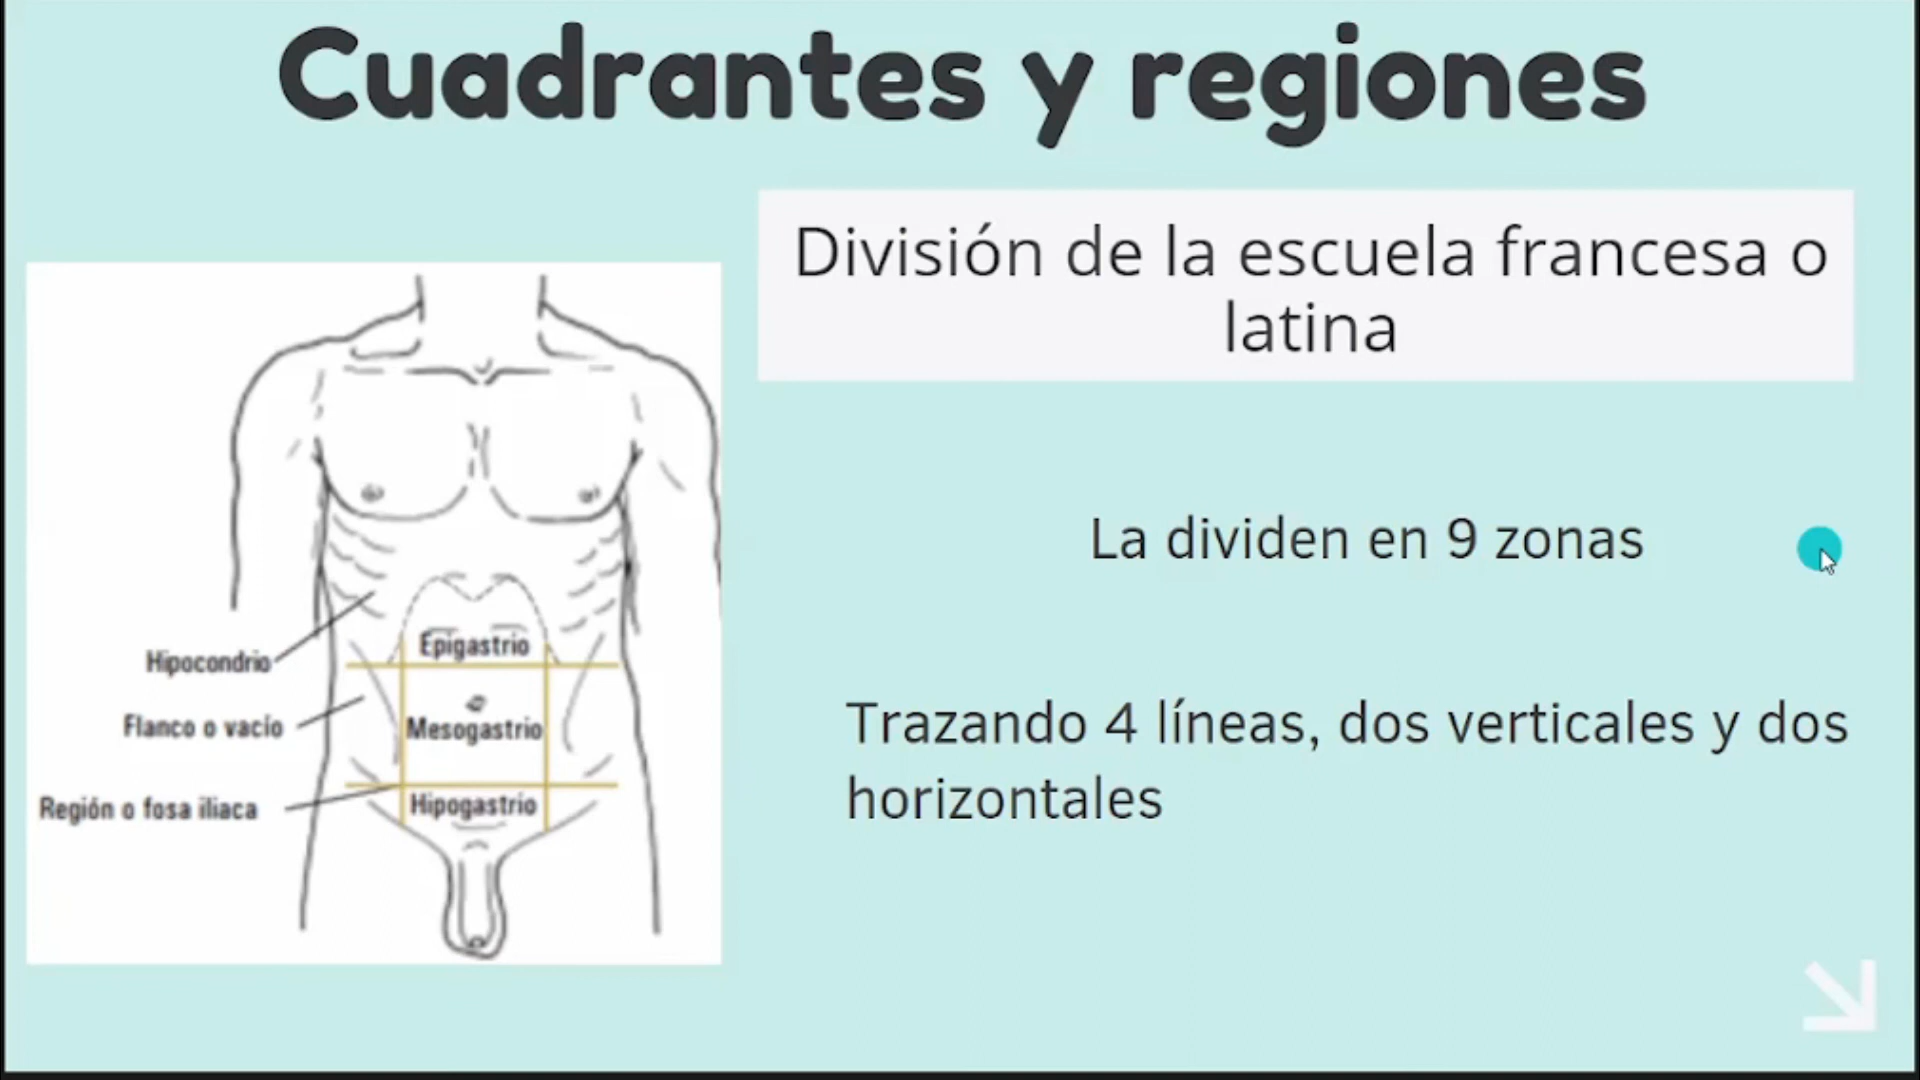 Cuadrantes y regiones
División de la escuela francesa o
latina
La dividen en 9 zonas
Trazando 4 líneas, dos verticales y dos
horizontales
Epigastrio
Hipocondrio
Flanco o vacío
Mesogastrio
Región o fosa iliaca
Hipogastrio